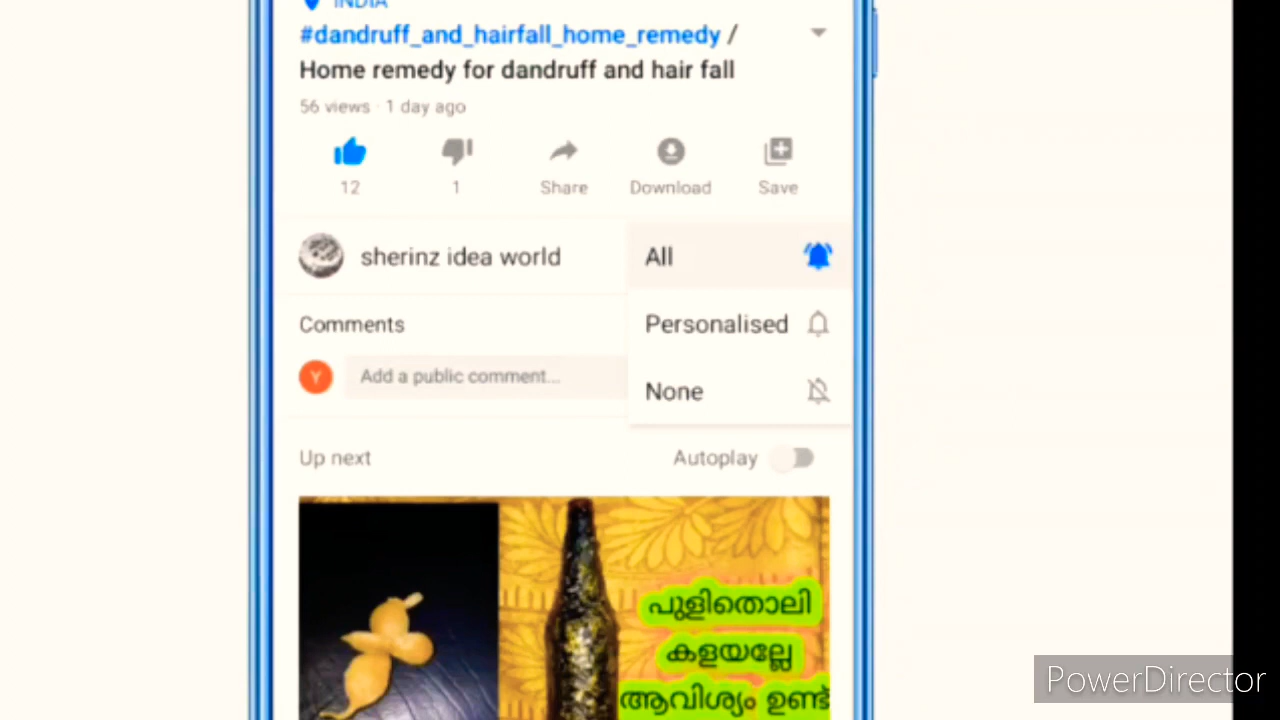 INDIA
#dandruff_and_hairfall_home_remedy /
Home remedy for dandruff and hair fall
56 views · 1 day ago
12
1
Share
Download
Save
sherinz idea world
All
Comments
Personalised
Y
Add a public comment...
None
Up next
Autoplay
പുളിതൊലി
കളയല്ലേ
ആവിശ്യം ഉണ്ട്
PowerDirector